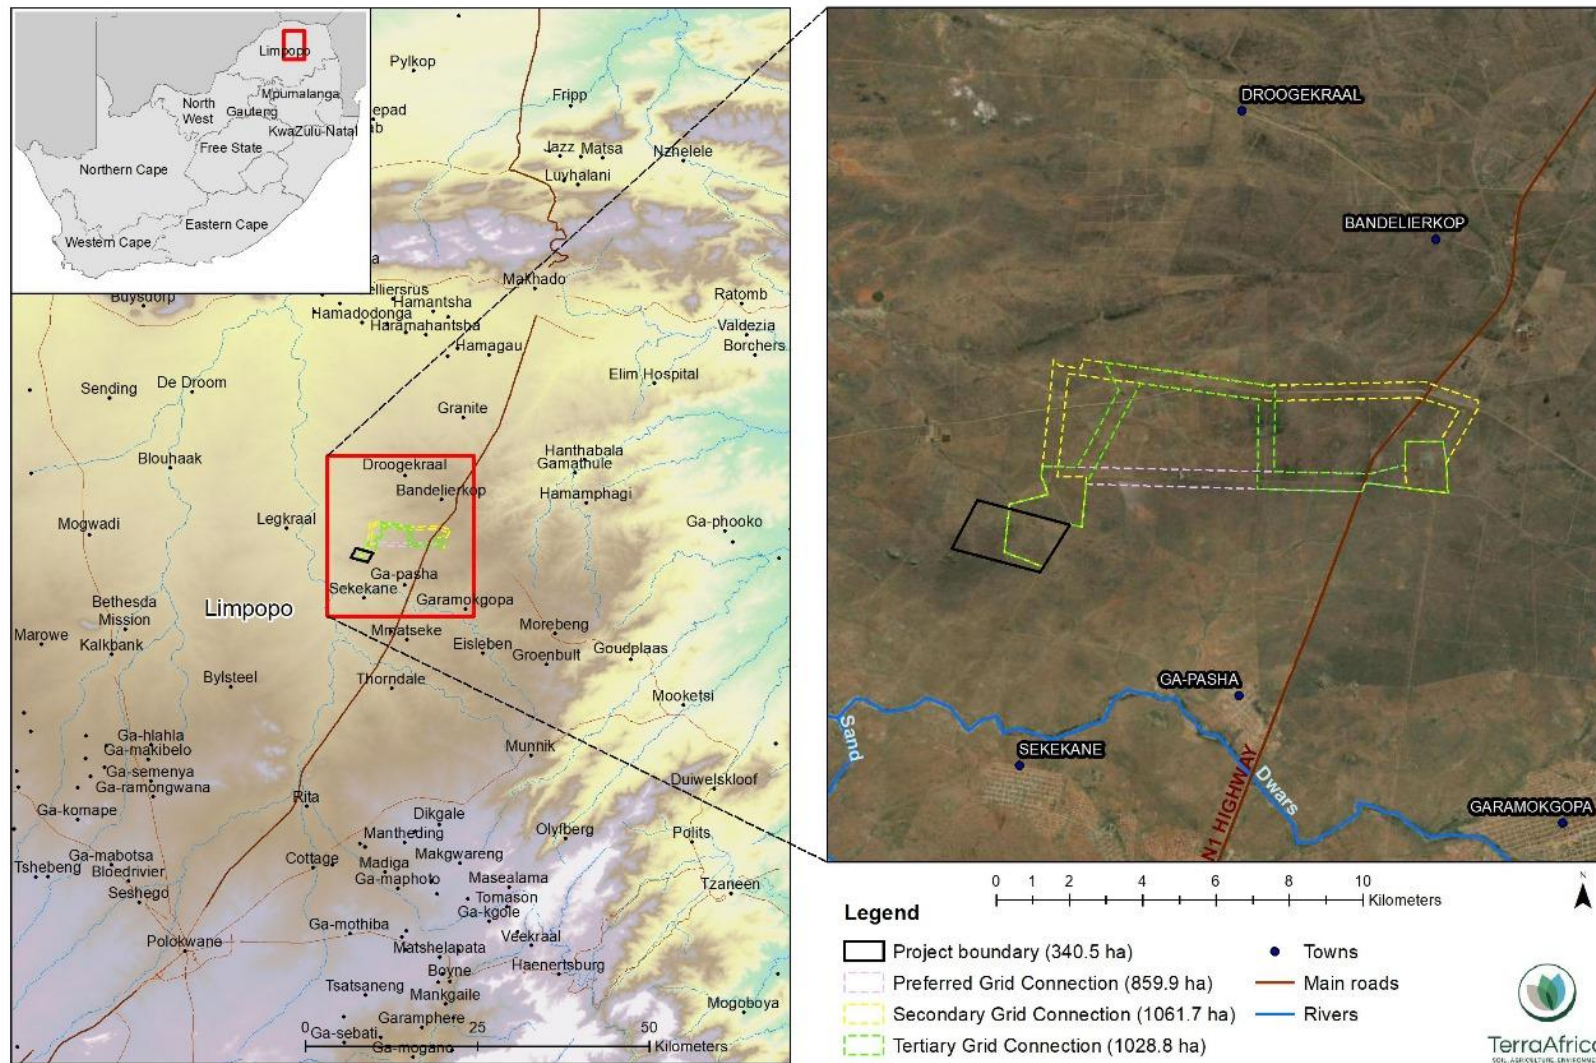 Limpopo
North
West
Gauteng
Mpumalanga
KwaZulu-Natal
Free State
Northern Cape
Eastern Cape
Western Cape
Pylkop
epad
ab
Fripp
Jazz
Matsa
Nzhelele
Luvhalani
a
Makhado
Buysdorp
elliersrus
Hamantsha
Hamadodonga
Haramahantsha
Hamagau
Ratomb
Valdezia
Borchers
Elim Hospital
Sending
De Droom
Granite
Blouhaak
Hanthabala
Gamathule
Hamamphagi
Droogekraal
Bandelierkop
Mogwadi
Legkraal
Ga-phooko
Ga-pasha
Sekekane
Garamokgopa
Bethesda
Mission
Limpopo
Marowe
Kalkbank
Mmatseke
Eisleben
Morebeng
Groenbult
Goudplaas
Bylsteel
Thorndale
Mooketsi
Ga-hlahla
Ga-makibelo
Ga-semenya
Ga-ramongwana
Munnik
Duiwelskloof
Ga-komape
Rita
Dikgale
Mantheding
Olyfberg
Polits
Ga-mabotsa
Tshebeng
Bloedrivier
Seshego
Cottage
Madiga
Makgwareng
Ga-mapholo
Masealama
Tomason
Ga-kgole
Tzaneen
Ga-mothiba
Veekraal
Polokwane
Matshelapata
Boyne
Haenertsburg
Tsatsaneng
Mankgaile
Mogoboya
Garamphere
Ga-sebati
Ga-mogano
0 25 50
Kilometers
DROOGEKRAAL
BANDELIERKOP
GA-PASHA
Sand
SEKEKANE
N1 HIGHWAY
Dwars
GARAMOKGOPA
0 1 2 4 6 8 10
Kilometers
N
Legend
Project boundary (340.5 ha)
Preferred Grid Connection (859.9 ha)
Secondary Grid Connection (1061.7 ha)
Tertiary Grid Connection (1028.8 ha)
Towns
Main roads
Rivers
TerraAfrica
SOIL, AGRICULTURE, ENVIRONME